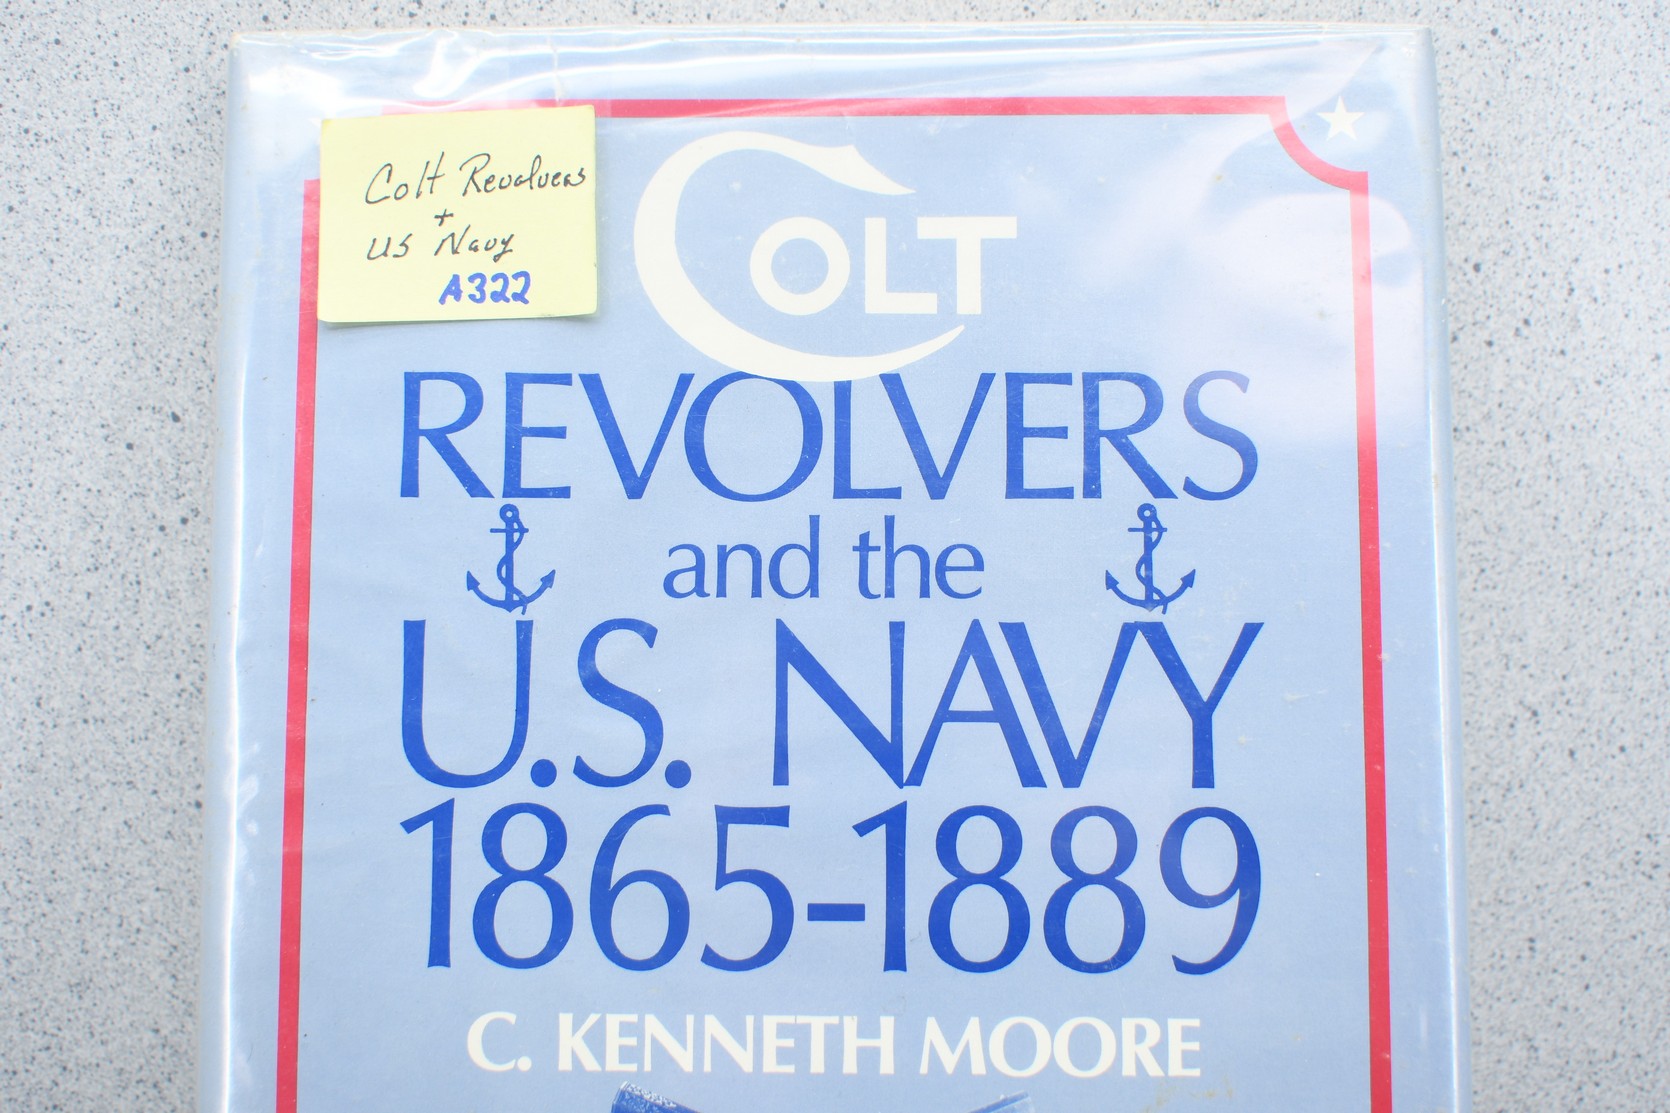 Colt Revolvers
+
US Navy
A322
COLT
REVOLVERS
and the
U.S. NAVY
1865-1889
C. KENNETH MOORE